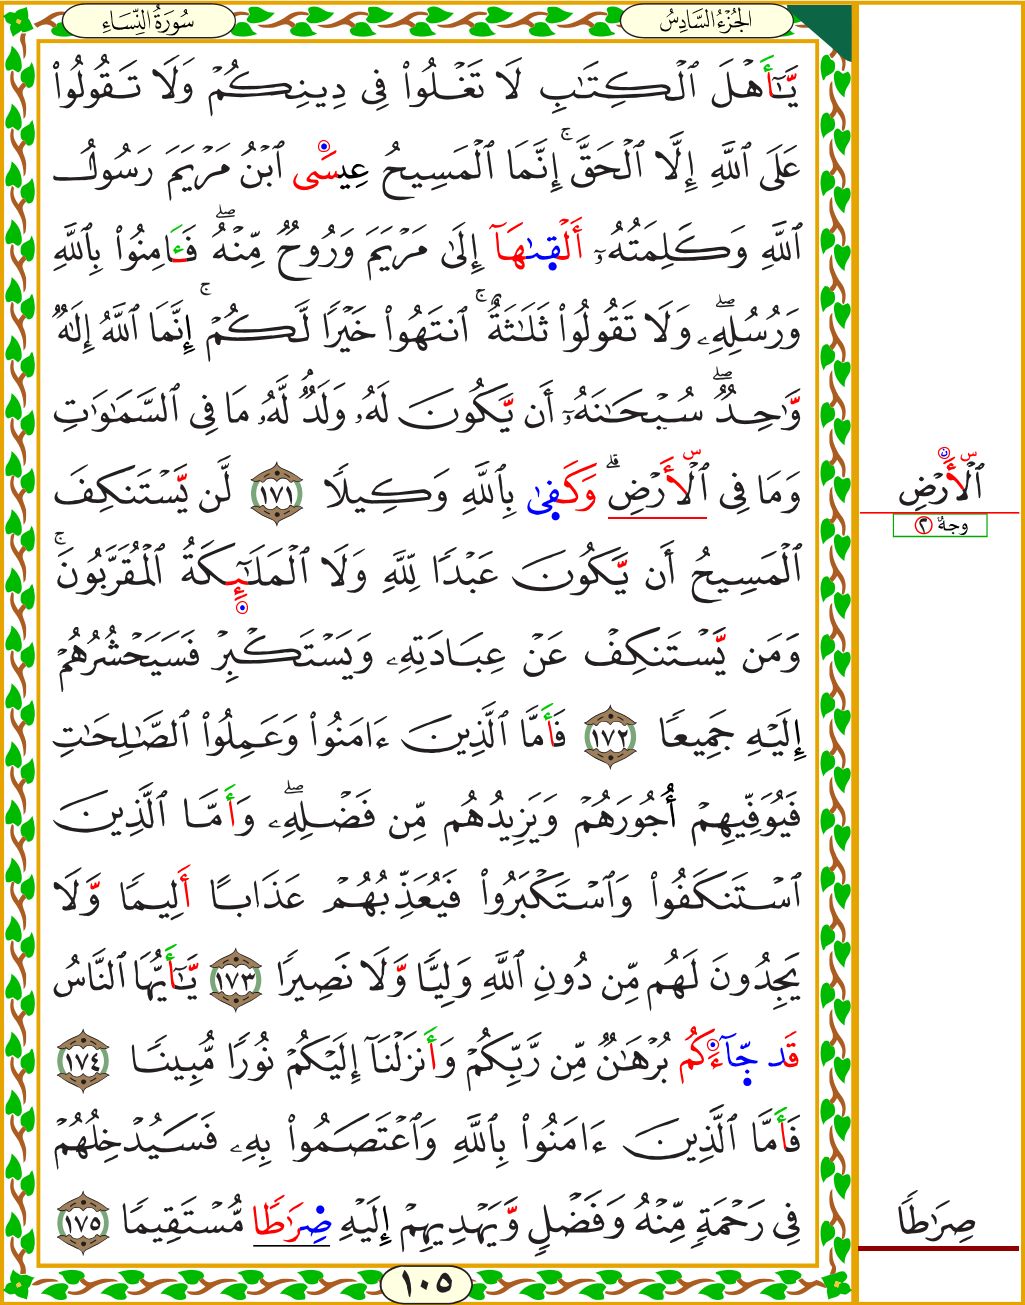 الجُزْءُ السَّادِسُ
سُورَةُ النِّسَاءِ
يَّـٰٓأَهْلَ ٱلْكِتَـٰبِ لَا تَغْلُوا۟ فِى دِينِكُمْ وَلَا تَقُولُوا۟
عَلَى ٱللَّهِ إِلَّا ٱلْحَقَّ ۚ إِنَّمَا ٱلْمَسِيحُ عِيسَى ٱبْنُ مَرْيَمَ رَسُولُ
ٱللَّهِ وَكَلِمَتُهُۥٓ أَلْقِىٰهَآ إِلَىٰ مَرْيَمَ وَرُوحٌ مِّنْهُ ۖ فَـَٔامِنُوا۟ بِٱللَّهِ
وَرُسُلِهِۦ ۖ وَلَا تَقُولُوا۟ ثَلَـٰثَةٌ ۚ ٱنتَهُوا۟ خَيْرًا لَّكُمْ ۚ إِنَّمَا ٱللَّهُ إِلَـٰهٌ
وَّٰحِدٌ ۖ سُبْحَـٰنَهُۥٓ أَن يَّكُونَ لَهُۥ وَلَدٌ لَّهُۥ مَا فِى ٱلسَّمَـٰوَٰتِ
وَمَا فِى ٱلْأَرْضِ ۗ وَكَفِىٰ بِٱللَّهِ وَكِيلًا ١٧١ لَّن يَّسْتَنكِفَ
ٱلْمَسِيحُ أَن يَّكُونَ عَبْدًا لِّلَّهِ وَلَا ٱلْمَلَـٰٓئِكَةُ ٱلْمُقَرَّبُونَ ۚ
وَمَن يَّسْتَنكِفْ عَنْ عِبَادَتِهِۦ وَيَسْتَكْبِرْ فَسَيَحْشُرُهُمْ
إِلَيْهِ جَمِيعًا ١٧٢ فَأَمَّا ٱلَّذِينَ ءَامَنُوا۟ وَعَمِلُوا۟ ٱلصَّـٰلِحَـٰتِ
فَيُوَفِّيهِمْ أُجُورَهُمْ وَيَزِيدُهُم مِّن فَضْلِهِۦ ۖ وَأَمَّا ٱلَّذِينَ
ٱسْتَنكَفُوا۟ وَٱسْتَكْبَرُوا۟ فَيُعَذِّبُهُمْ عَذَابًا أَلِيمًا وَّلَا
يَجِدُونَ لَهُم مِّن دُونِ ٱللَّهِ وَلِيًّا وَّلَا نَصِيرًا ١٧٣ يَّـٰٓأَيُّهَا ٱلنَّاسُ
قَد جَّآءَكُم بُرْهَـٰنٌ مِّن رَّبِّكُمْ وَأَنزَلْنَآ إِلَيْكُمْ نُورًا مُّبِينًا ١٧٤
فَأَمَّا ٱلَّذِينَ ءَامَنُوا۟ بِٱللَّهِ وَٱعْتَصَمُوا۟ بِهِۦ فَسَيُدْخِلُهُمْ
فِى رَحْمَةٍ مِّنْهُ وَفَضْلٍ وَّيَهْدِيهِمْ إِلَيْهِ صِرَٰطًا مُّسْتَقِيمًا ١٧٥
ٱلْأَرْضِ
وجهٌ ٢
صِرَٰطًا
١٠٥